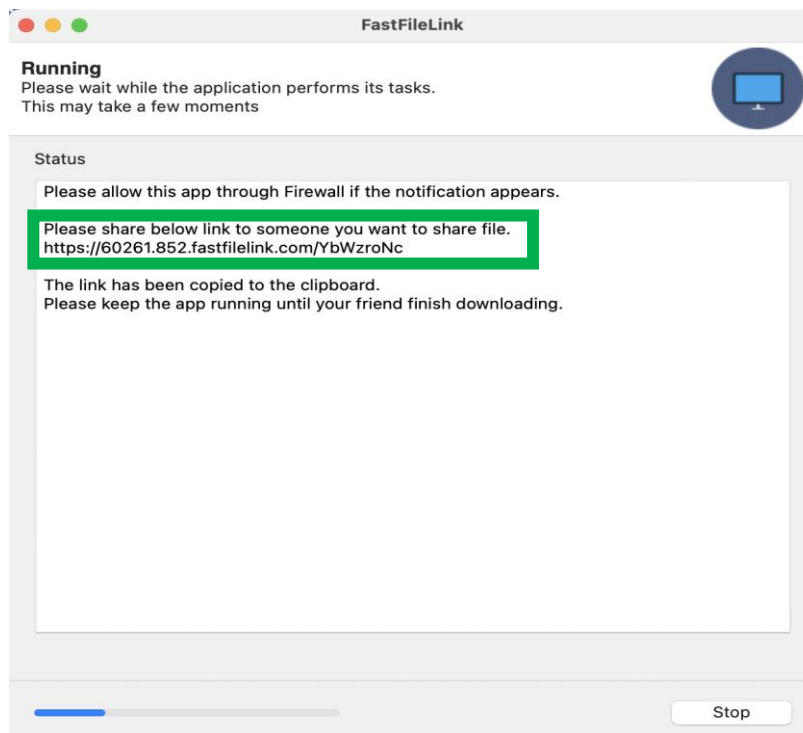 FastFileLink
Running
Please wait while the application performs its tasks.
This may take a few moments
Status
Please allow this app through Firewall if the notification appears.
Please share below link to someone you want to share file.
https://60261.852.fastfilelink.com/YbWzroNc
The link has been copied to the clipboard.
Please keep the app running until your friend finish downloading.
Stop